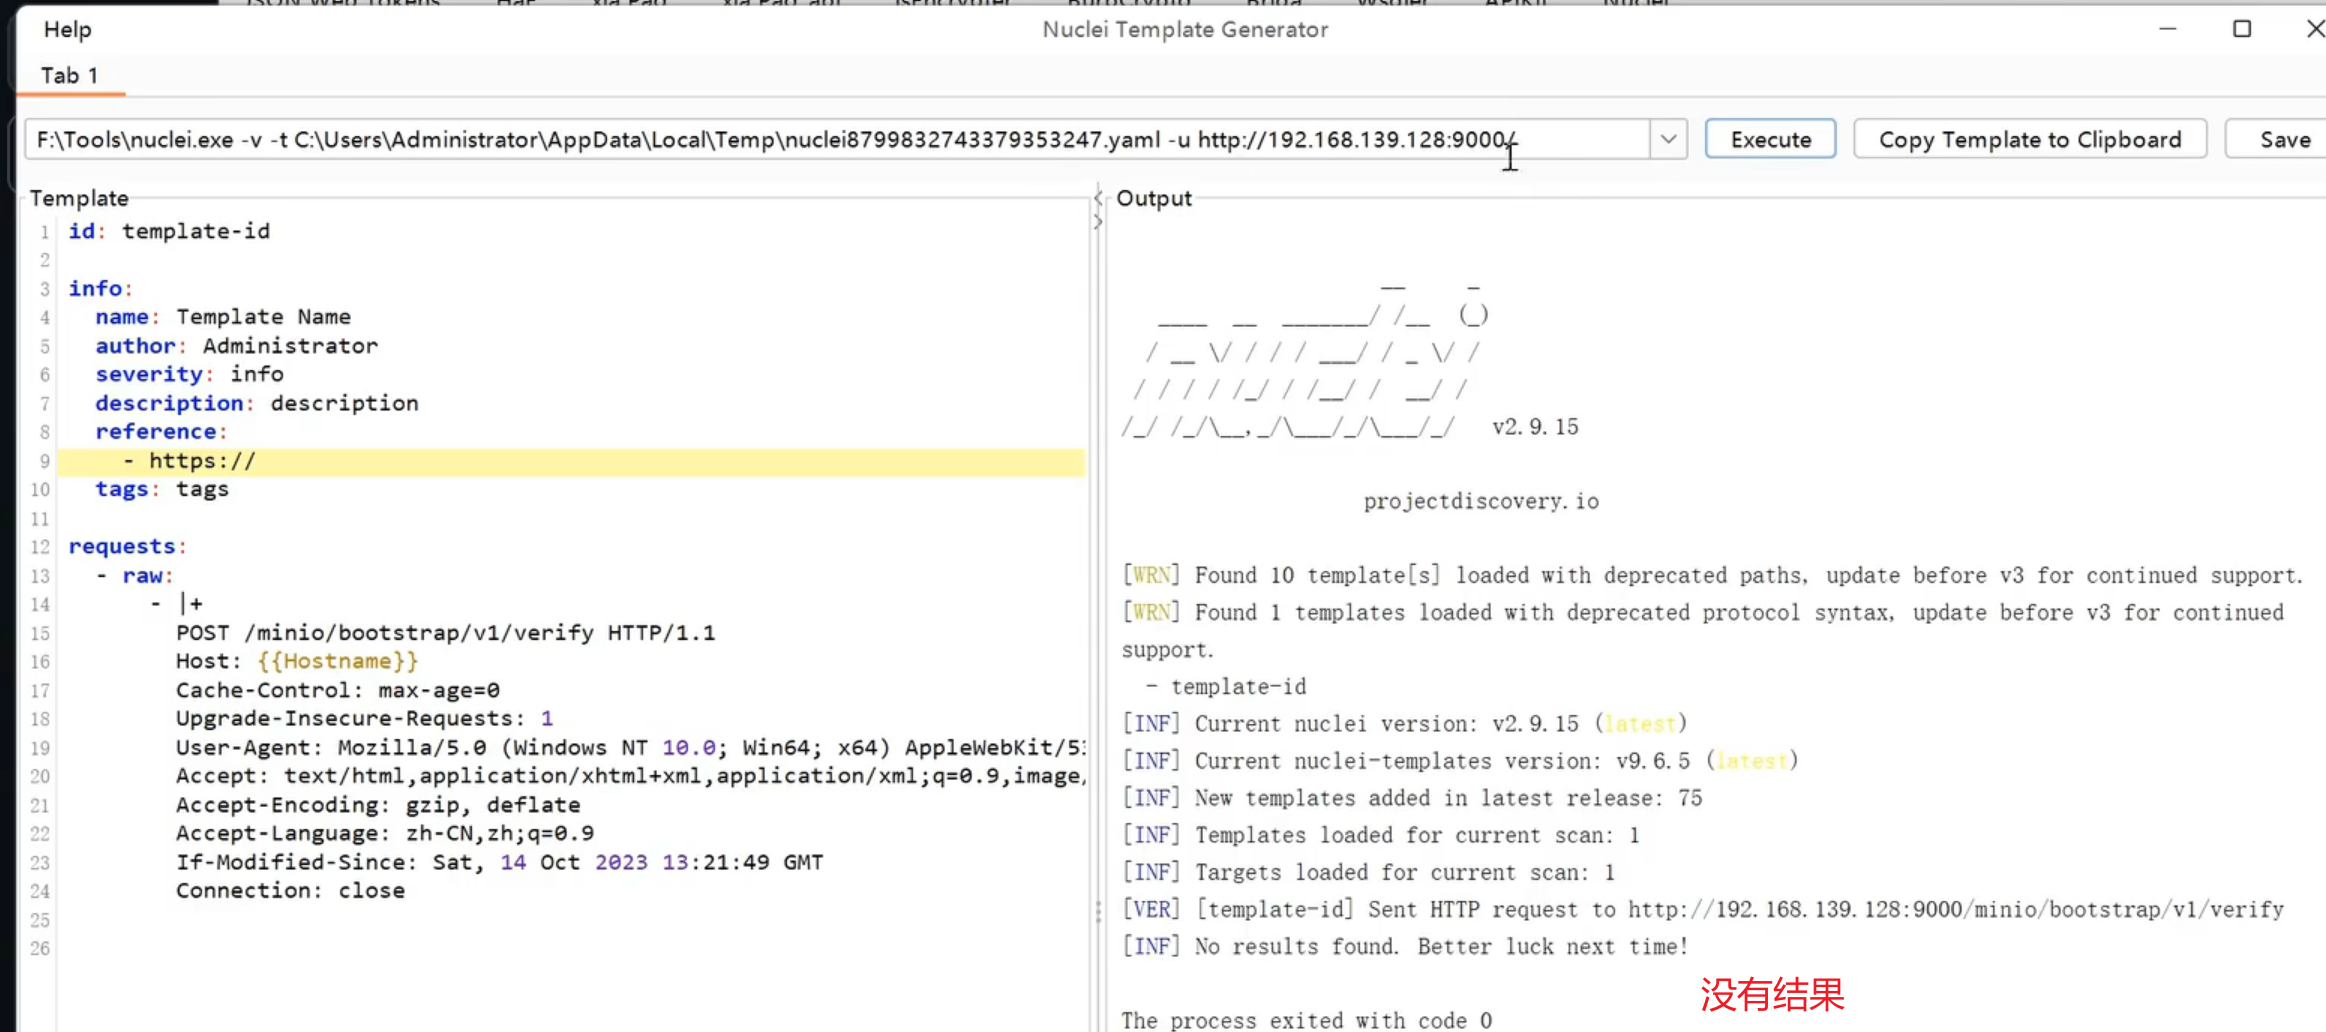 Help
Nuclei Template Generator
Tab 1
F:\Tools\nuclei.exe -v -t C:\Users\Administrator\AppData\Local\Temp\nuclei8799832743379353247.yaml -u http://192.168.139.128:9000/
Execute
Copy Template to Clipboard
Save
Template
1 id: template-id
2
3 info:
4 name: Template Name
5 author: Administrator
6 severity: info
7 description: description
8 reference:
9 - https://
10 tags: tags
11
12 requests:
13 - raw:
14 - |+
15 POST /minio/bootstrap/v1/verify HTTP/1.1
16 Host: {{Hostname}}
17 Cache-Control: max-age=0
18 Upgrade-Insecure-Requests: 1
19 User-Agent: Mozilla/5.0 (Windows NT 10.0; Win64; x64) AppleWebKit/53
20 Accept: text/html,application/xhtml+xml,application/xml;q=0.9,image,
21 Accept-Encoding: gzip, deflate
22 Accept-Language: zh-CN,zh;q=0.9
23 If-Modified-Since: Sat, 14 Oct 2023 13:21:49 GMT
24 Connection: close
25
26
Output
v2.9.15
projectdiscovery.io
[WRN] Found 10 template[s] loaded with deprecated paths, update before v3 for continued support.
[WRN] Found 1 templates loaded with deprecated protocol syntax, update before v3 for continued
support.
- template-id
[INF] Current nuclei version: v2.9.15 (latest)
[INF] Current nuclei-templates version: v9.6.5 (latest)
[INF] New templates added in latest release: 75
[INF] Templates loaded for current scan: 1
[INF] Targets loaded for current scan: 1
[VER] [template-id] Sent HTTP request to http://192.168.139.128:9000/minio/bootstrap/v1/verify
[INF] No results found. Better luck next time!
没有结果
The process exited with code 0